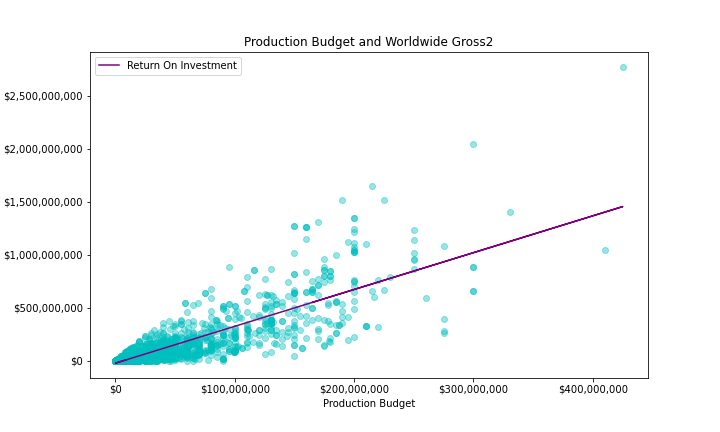 Production Budget and Worldwide Gross2
Return On Investment
$2,500,000,000
$2,000,000,000
$1,500,000,000
$1,000,000,000
$500,000,000
$0
$0 $100,000,000 $200,000,000 $300,000,000 $400,000,000
Production Budget